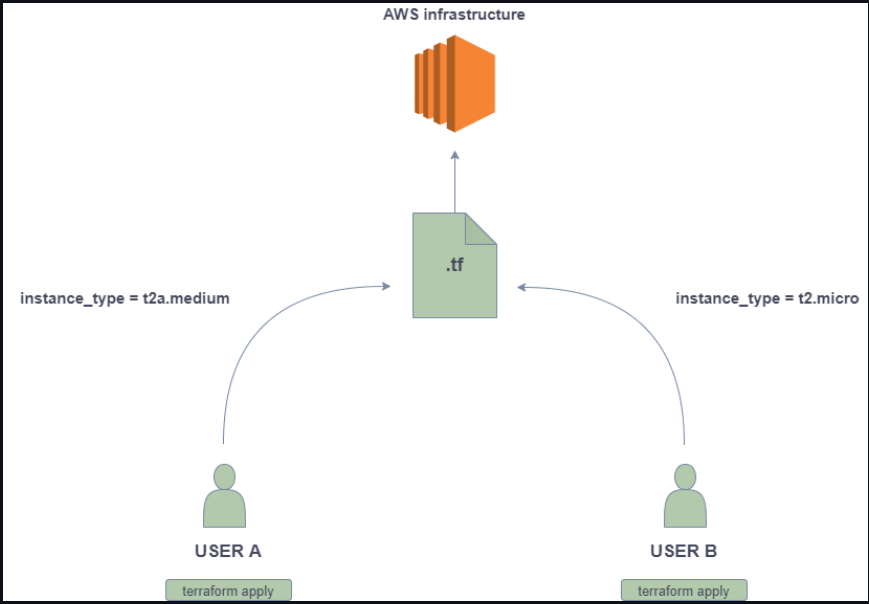 AWS infrastructure
.tf
instance_type = t2a.medium
instance_type = t2.micro
USER A
USER B
terraform apply
terraform apply